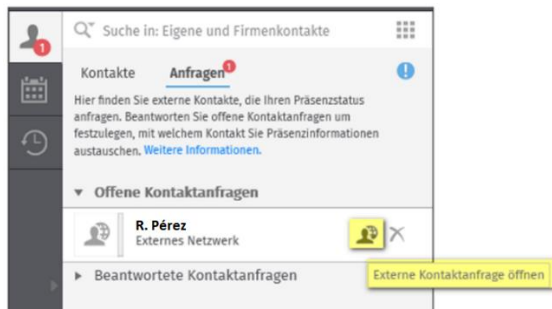 1
Suche in: Eigene und Firmenkontakte
Kontakte Anfragen 1
Hier finden Sie externe Kontakte, die Ihren Präsenzstatus
anfragen. Beantworten Sie offene Kontaktanfragen um
festzulegen, mit welchem Kontakt Sie Präsenzinformationen
austauschen. Weitere Informationen.
Offene Kontaktanfragen
R. Pérez
Externes Netzwerk
Beantwortete Kontaktanfragen
Externe Kontaktanfrage öffnen